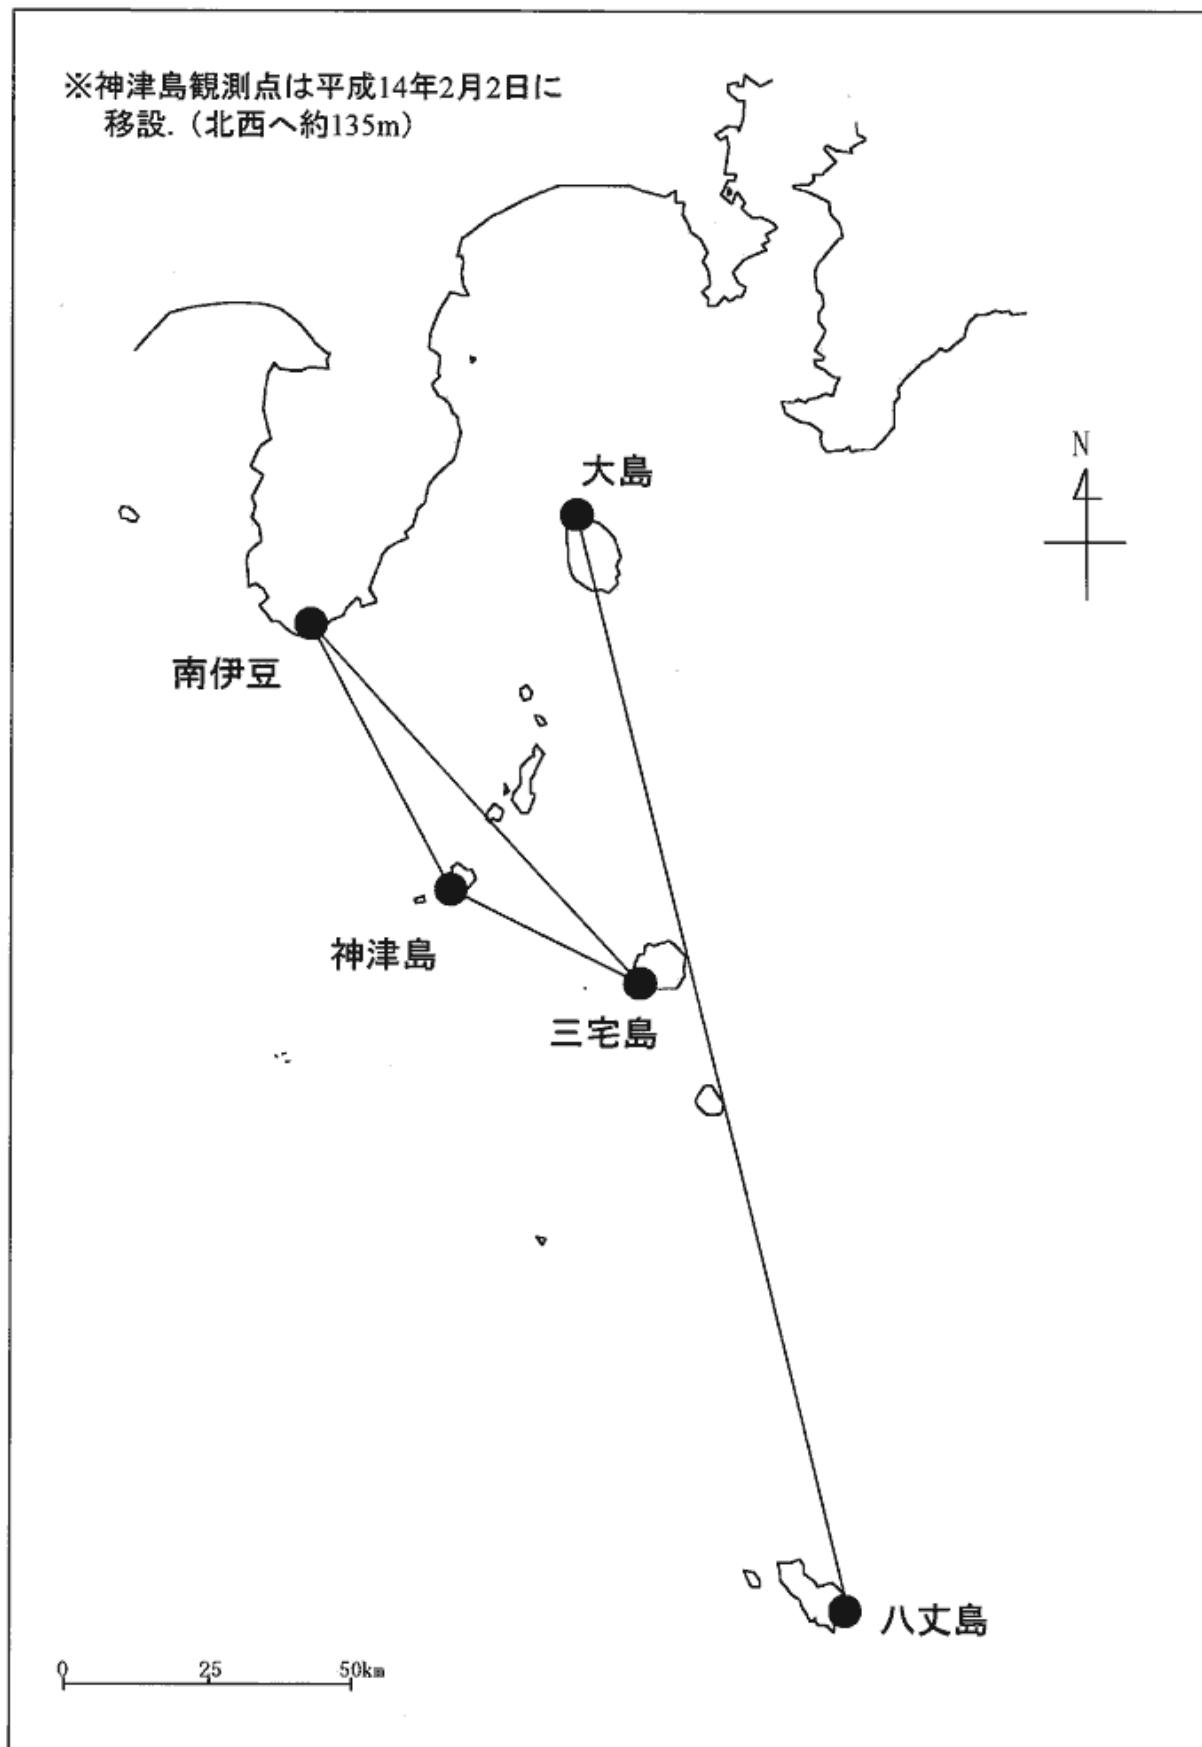 ※神津島観測点は平成14年2月2日に
移設.（北西へ約135m）
N
大島
南伊豆
神津島
三宅島
八丈島
0 25 50km